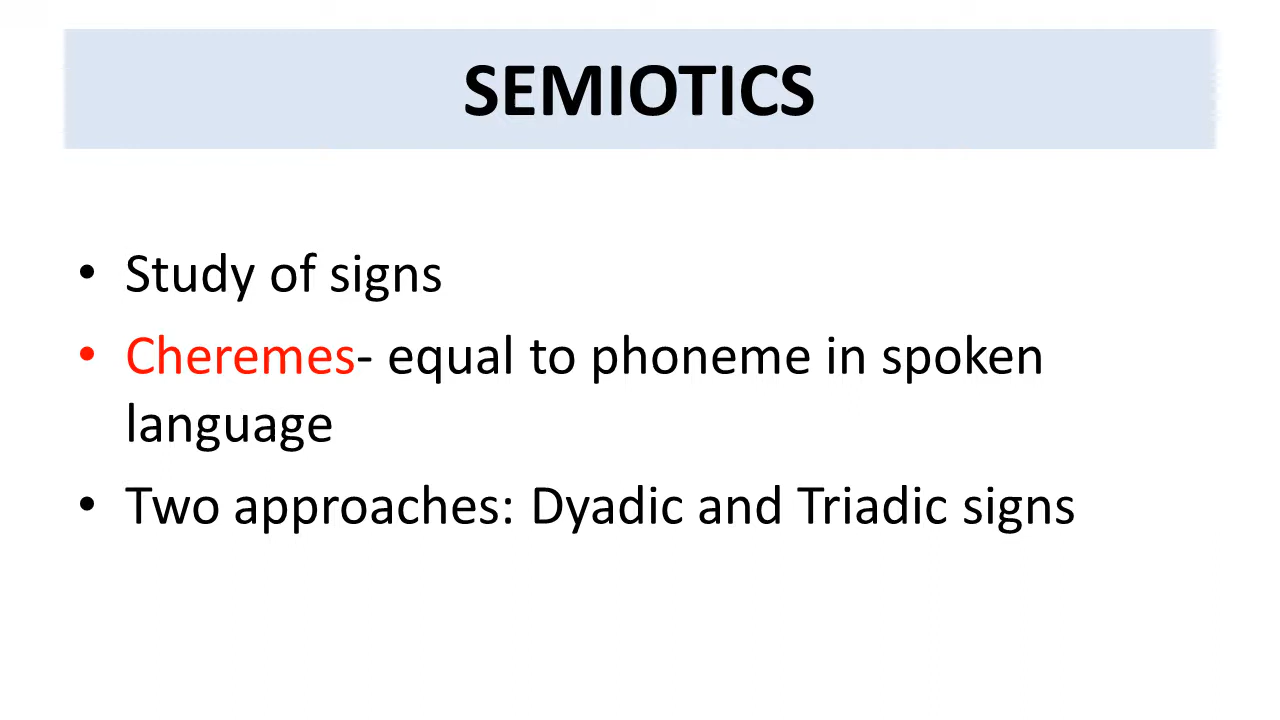 SEMIOTICS
• Study of signs
• Cheremes- equal to phoneme in spoken
language
• Two approaches: Dyadic and Triadic signs